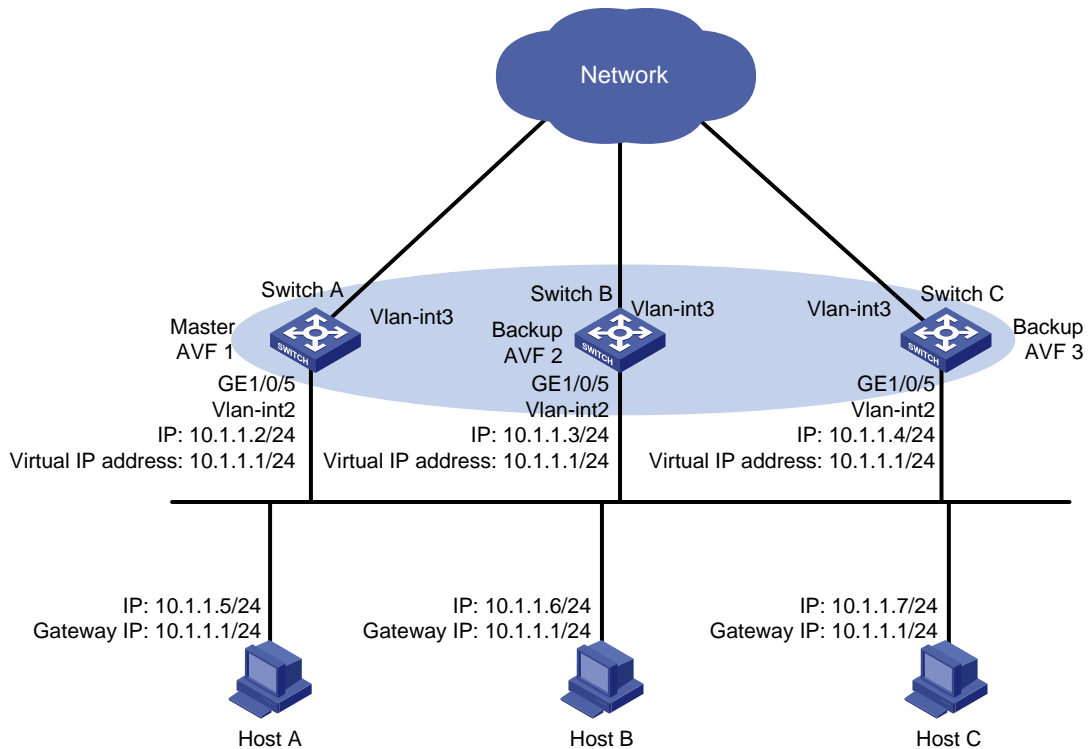 Network
Switch A
Vlan-int3
Master
AVF 1
SWITCH
GE1/0/5
Vlan-int2
IP: 10.1.1.2/24
Virtual IP address: 10.1.1.1/24
Switch B
Vlan-int3
Backup
AVF 2
SWITCH
GE1/0/5
Vlan-int2
IP: 10.1.1.3/24
Virtual IP address: 10.1.1.1/24
Switch C
Vlan-int3
Backup
AVF 3
SWITCH
GE1/0/5
Vlan-int2
IP: 10.1.1.4/24
Virtual IP address: 10.1.1.1/24
IP: 10.1.1.5/24
Gateway IP: 10.1.1.1/24
Host A
IP: 10.1.1.6/24
Gateway IP: 10.1.1.1/24
Host B
IP: 10.1.1.7/24
Gateway IP: 10.1.1.1/24
Host C